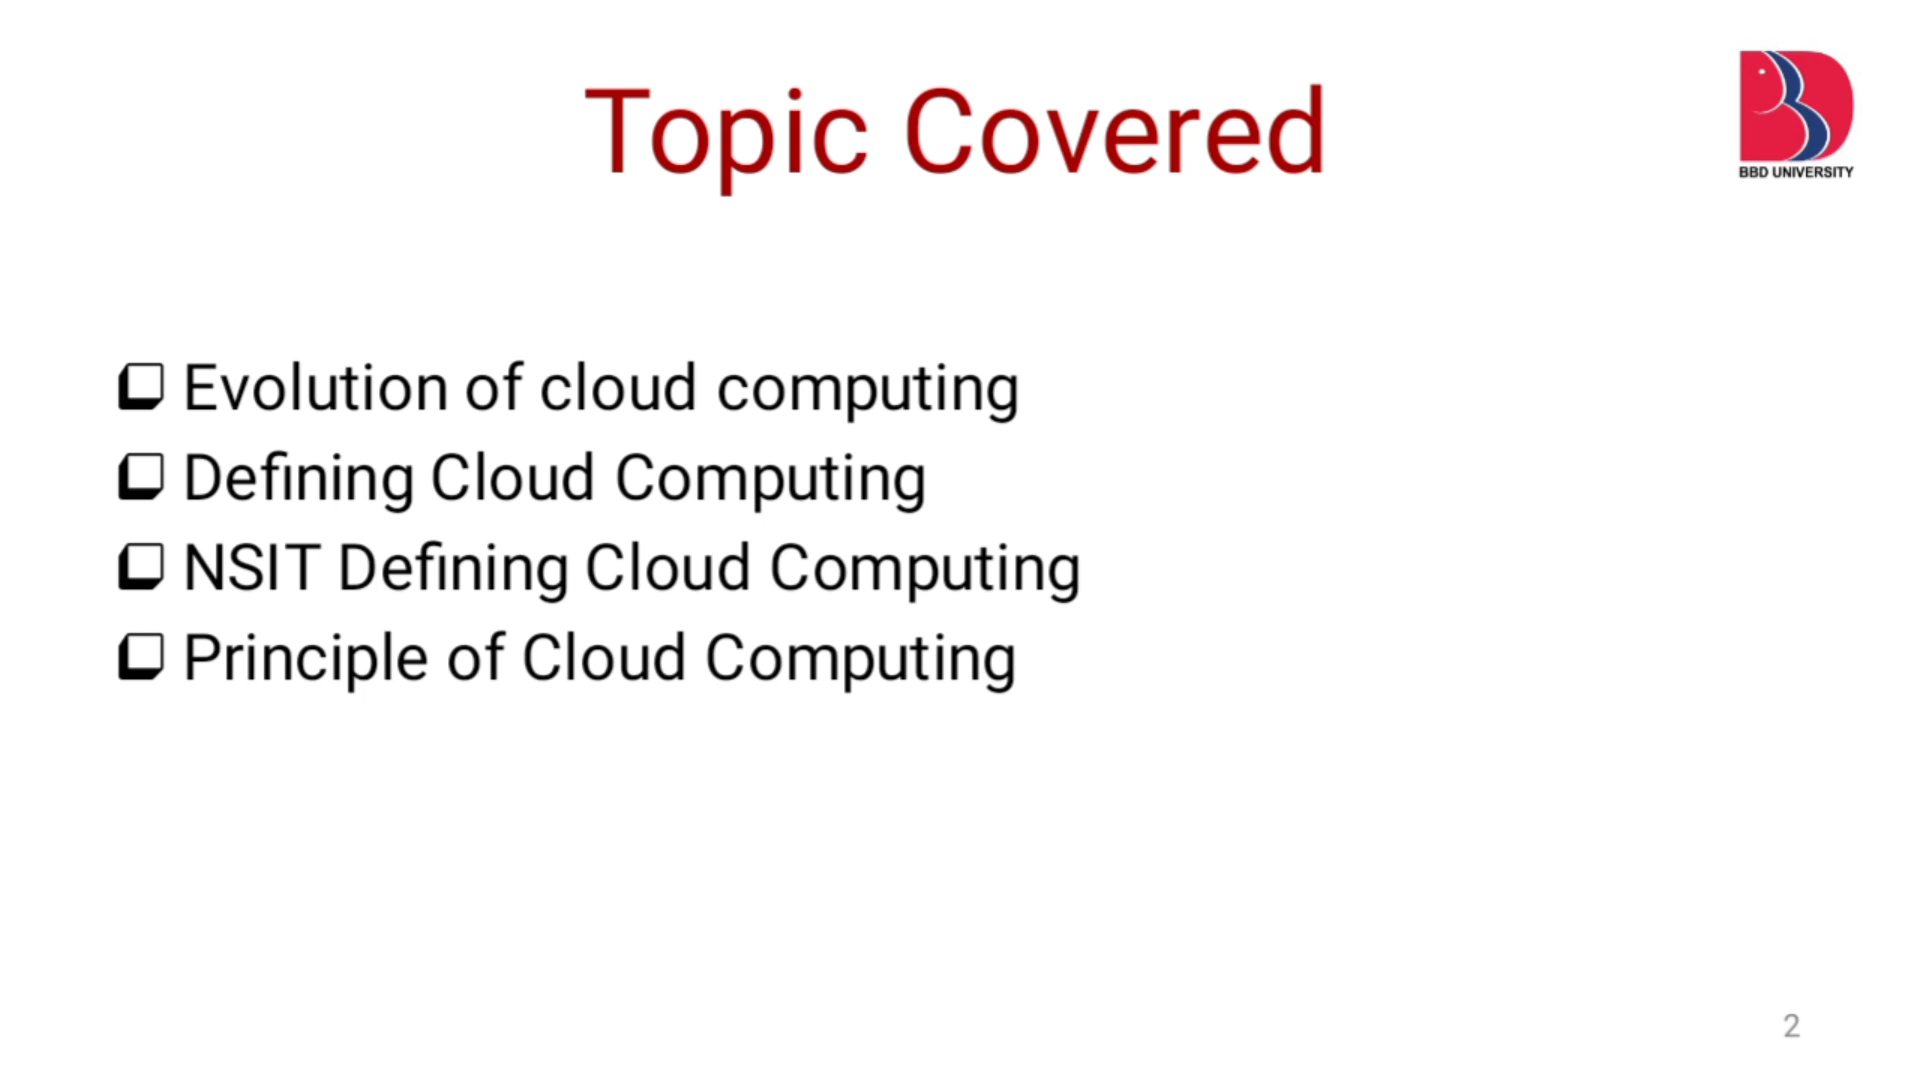 Topic Covered
BBD UNIVERSITY
Evolution of cloud computing
Defining Cloud Computing
NSIT Defining Cloud Computing
Principle of Cloud Computing
2